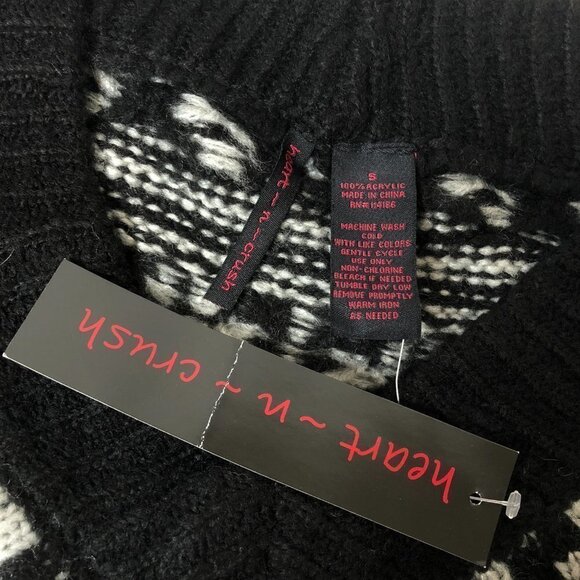 heart ~ n ~ crush
S
100% ACRYLIC
MADE IN CHINA
RN# 114186
MACHINE WASH
COLD
WITH LIKE COLORS
GENTLE CYCLE
USE ONLY
NON-CHLORINE
BLEACH IF NEEDED
TUMBLE DRY LOW
REMOVE PROMPTLY
WARM IRON
AS NEEDED
heart ~ n ~ crush